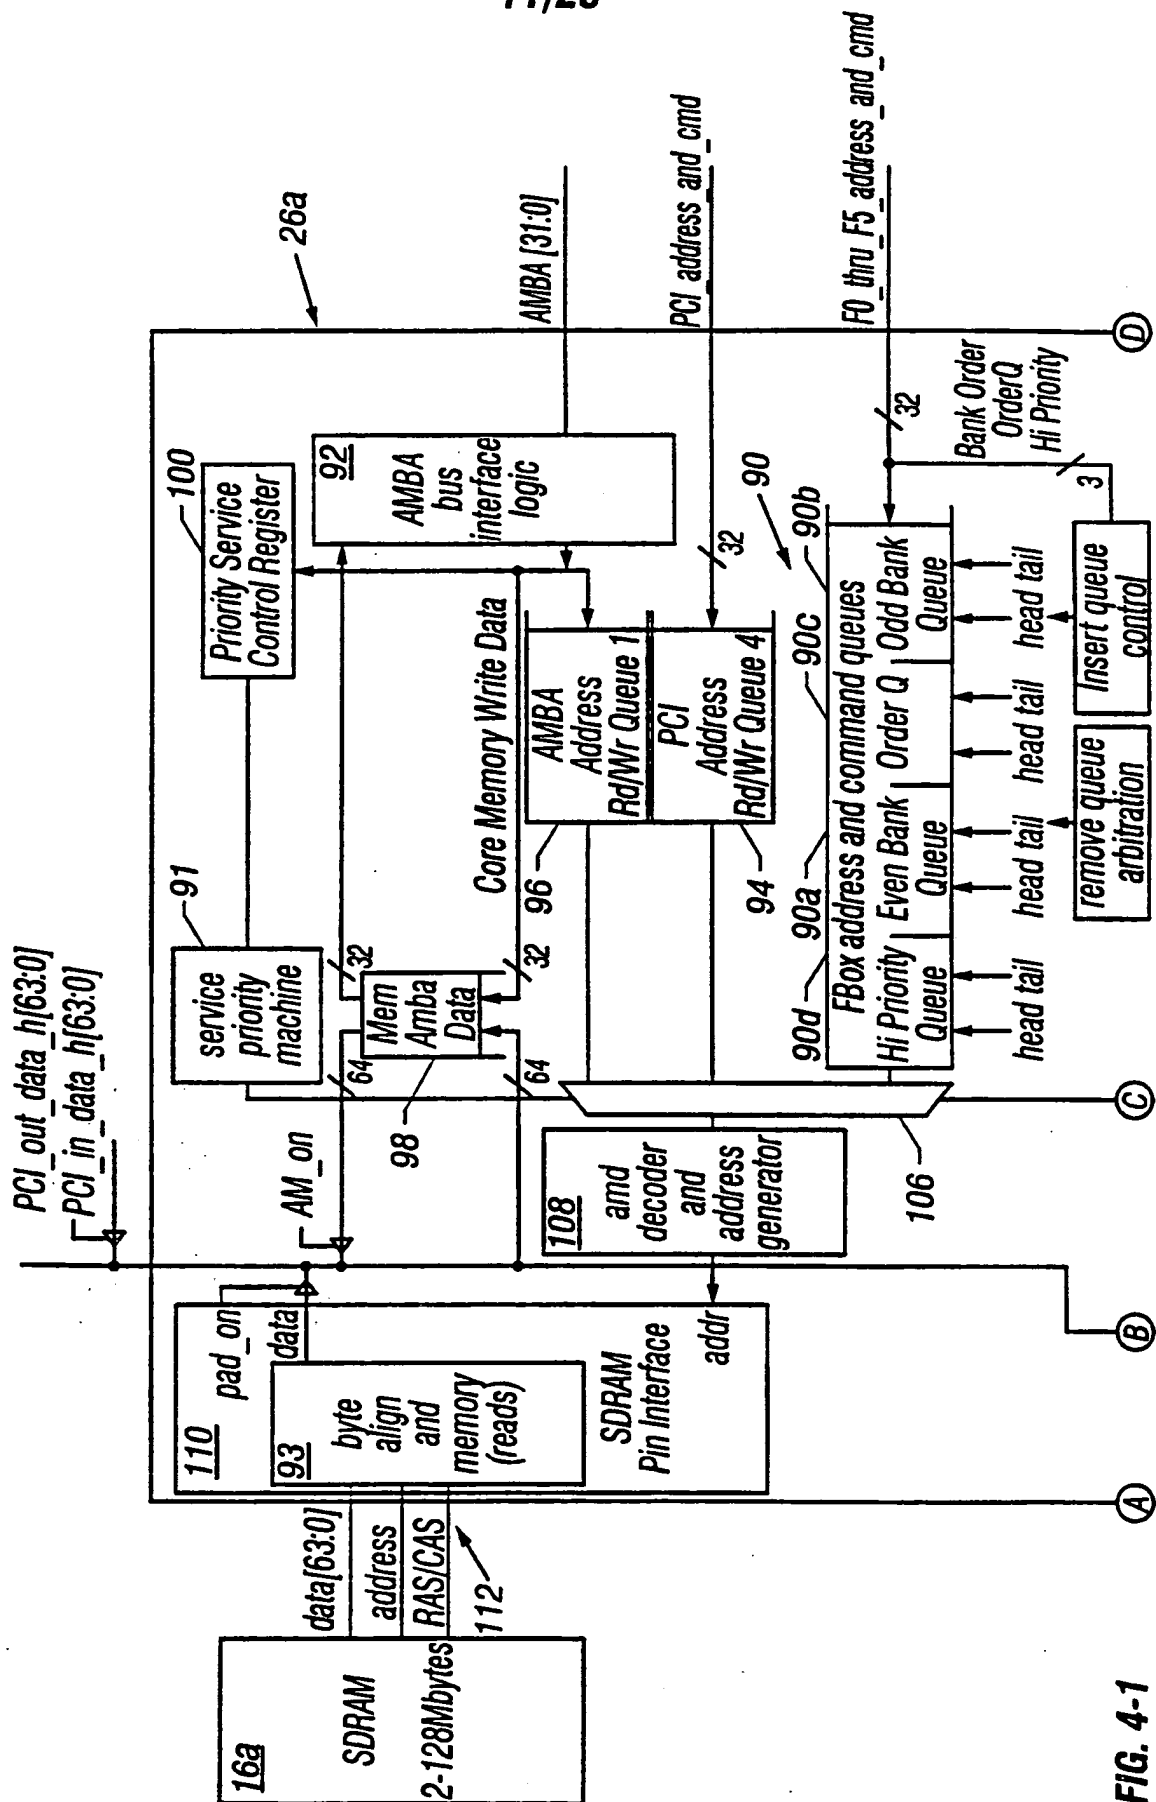 11/28
PCI_out_data_h[63:0]
PCI_in_data_h[63:0]
26a
91
service
priority
machine
100
Priority Service
Control Register
AM_on
64
32
Mem
Amba
Data
98
64
32
Core Memory Write Data
92
AMBA
bus
interface
logic
AMBA [31:0]
PCI_address_and_cmd
F0_thru_F5_address_and_cmd
96
AMBA
Address
Rd/Wr Queue 1
PCI
Address
Rd/Wr Queue 4
94
32
90
32
90d
90a
90c
90b
FBox address and command queues
Hi Priority
Queue
Even Bank
Queue
Order Q
Odd Bank
Queue
Bank Order
OrderQ
Hi Priority
3
head tail
head tail
head tail
head tail
remove queue
arbitration
Insert queue
control
108
amd
decoder
and
address
generator
106
110
pad_on
data
93
byte
align
and
memory
(reads)
SDRAM
Pin Interface
addr
data[63:0]
address
RAS/CAS
112
16a
SDRAM
2-128Mbytes
A
B
C
D
FIG. 4-1